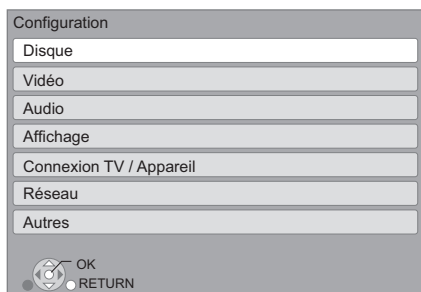 Configuration
Disque
Vidéo
Audio
Affichage
Connexion TV / Appareil
Réseau
Autres
OK
RETURN